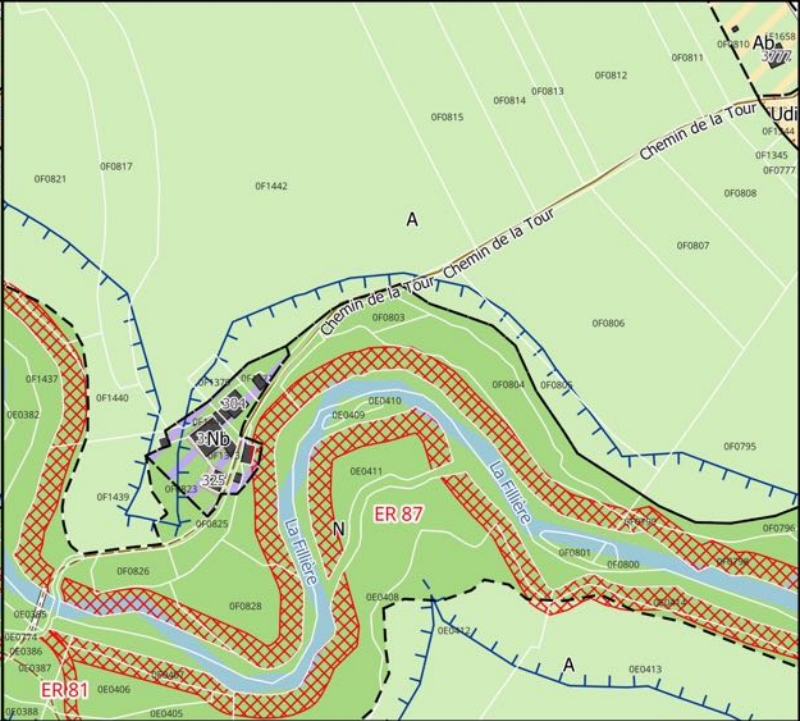 0F0810
Ab
0F1658
3777
0F0811
0F0812
0F0813
0F0814
0F0815
Chemin de la Tour
Udi
0F1344
0F1345
0F0777
0F0817
0F0821
0F1442
0F0808
A
Chemin de la Tour
0F0807
Chemin de la Tour
0F0803
0F0806
0F1437
0F0804
0F0805
0F1440
304
0E0410
0E0382
0E0409
Nb
0F0795
0E0411
325
0F0823
0F1439
La Fillière
ER 87
0F0825
N
La Fillière
0F0796
0F0801
0F0800
0F0826
0F0828
0E0408
0E0385
0E0774
0E0386
0E0412
0E0414
0E0387
A
0E0413
ER 81
0E0406
0E0407
0E0388
0E0405